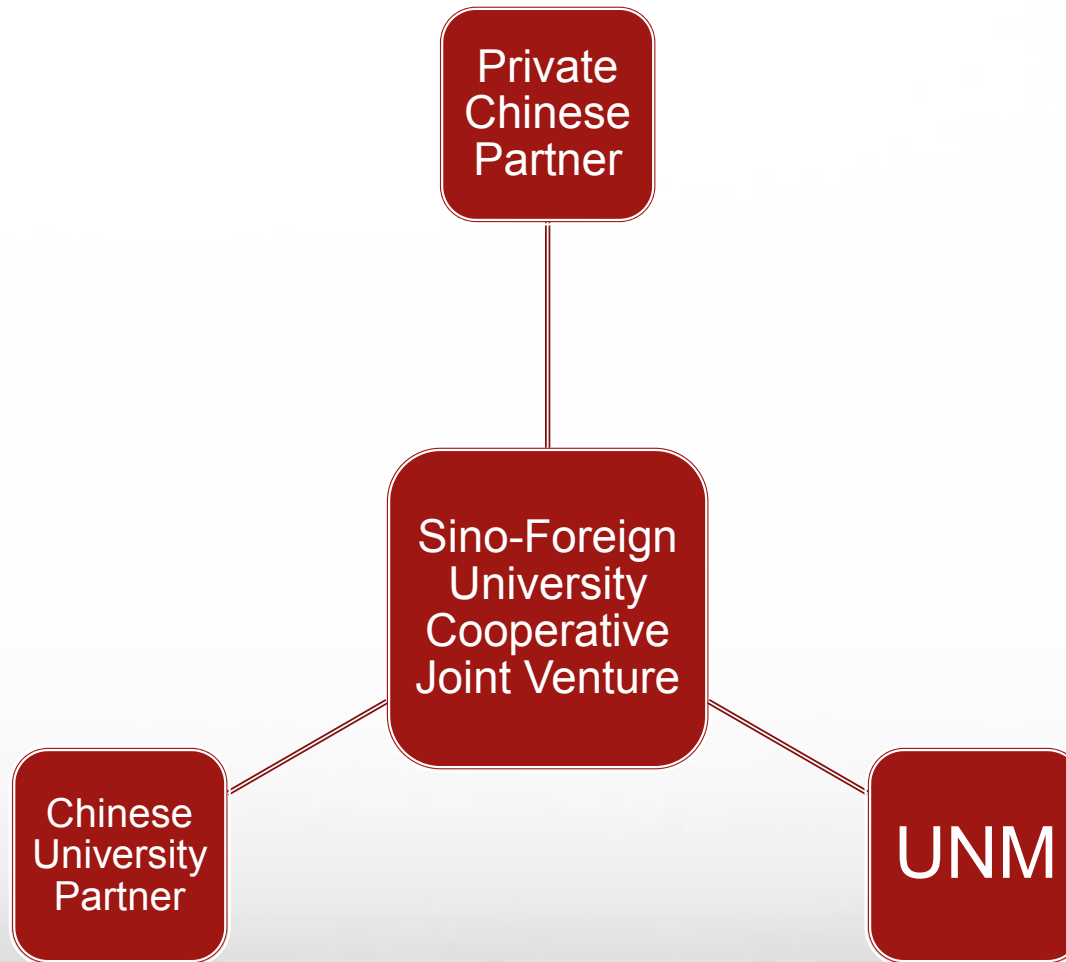 Private
Chinese
Partner
Sino-Foreign
University
Cooperative
Joint Venture
Chinese
University
Partner
UNM